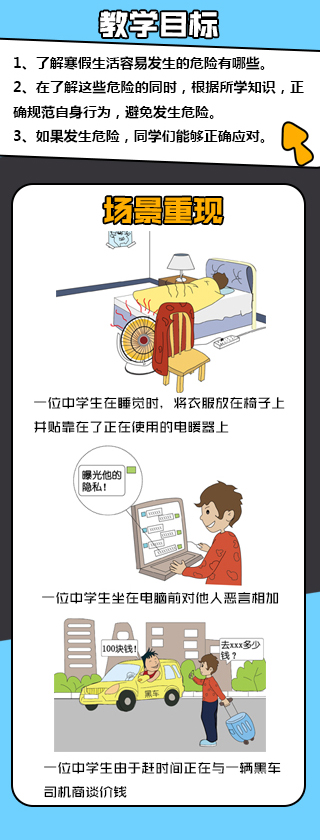 教学目标
1、了解寒假生活容易发生的危险有哪些。
2、在了解这些危险的同时，根据所学知识，正
确规范自身行为，避免发生危险。
3、如果发生危险，同学们能够正确应对。
场景重现
一位中学生在睡觉时，将衣服放在椅子上
并贴靠在了正在使用的电暖器上
曝光他的
隐私！
一位中学生坐在电脑前对他人恶言相加
100块钱！
去xxx多少
钱？
黑车
一位中学生由于赶时间正在与一辆黑车
司机商谈价钱